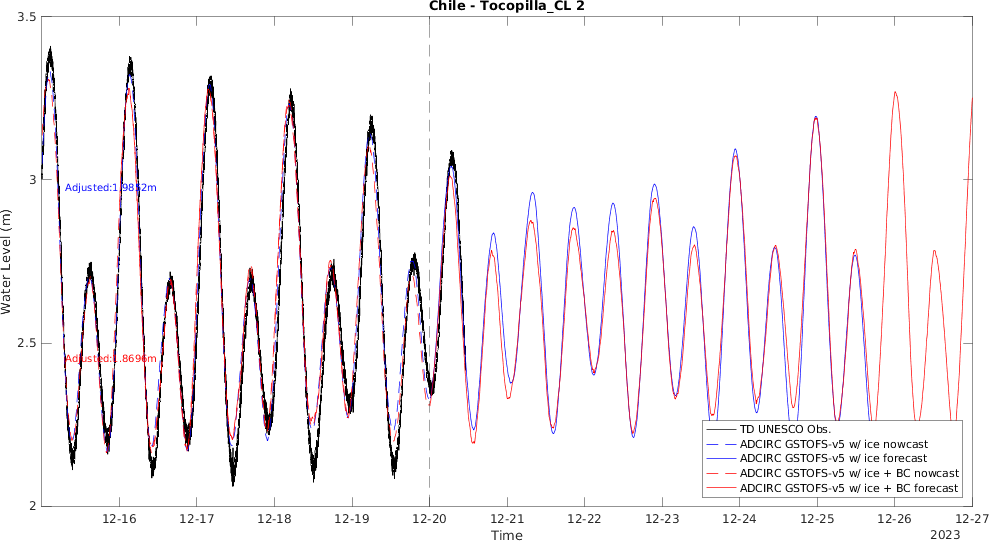 Chile - Tocopilla_CL 2
3.5
3
2.5
2
Water Level (m)
Adjusted:1.9852m
Adjusted:1.8696m
TD UNESCO Obs.
ADCIRC GSTOFS-v5 w/ ice nowcast
ADCIRC GSTOFS-v5 w/ ice forecast
ADCIRC GSTOFS-v5 w/ ice + BC nowcast
ADCIRC GSTOFS-v5 w/ ice + BC forecast
12-16 12-17 12-18 12-19 12-20 12-21 12-22 12-23 12-24 12-25 12-26 12-27
Time
2023